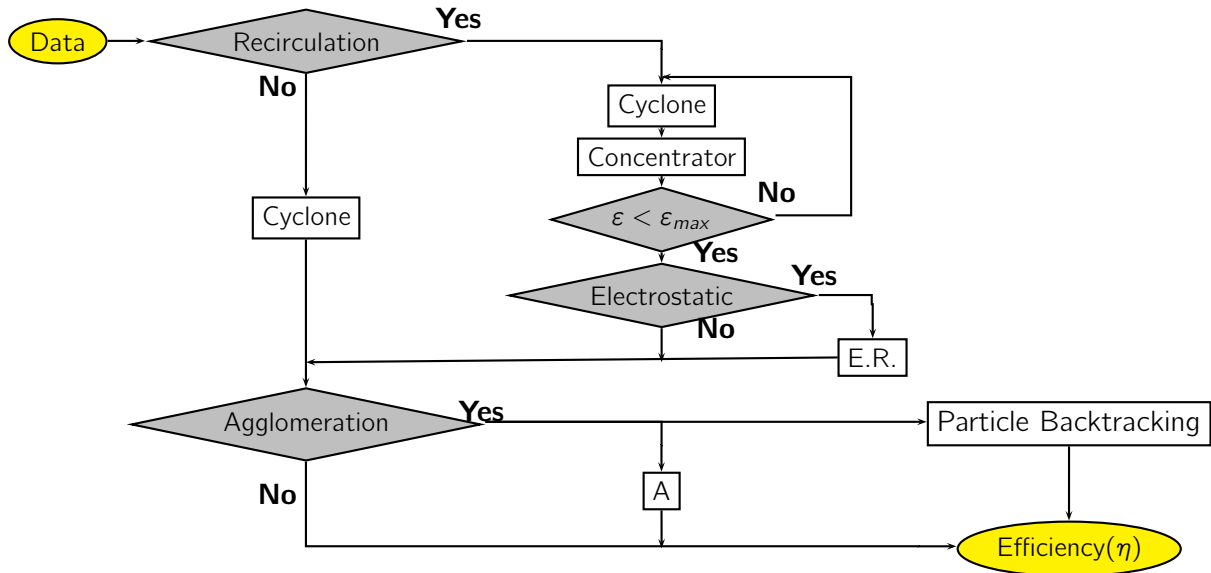 Yes
Data
Recirculation
No
Cyclone
Concentrator
No
Cyclone
ε < ε_max
Yes
Yes
Electrostatic
No
E.R.
Yes
Agglomeration
Particle Backtracking
No
A
Efficiency(η)